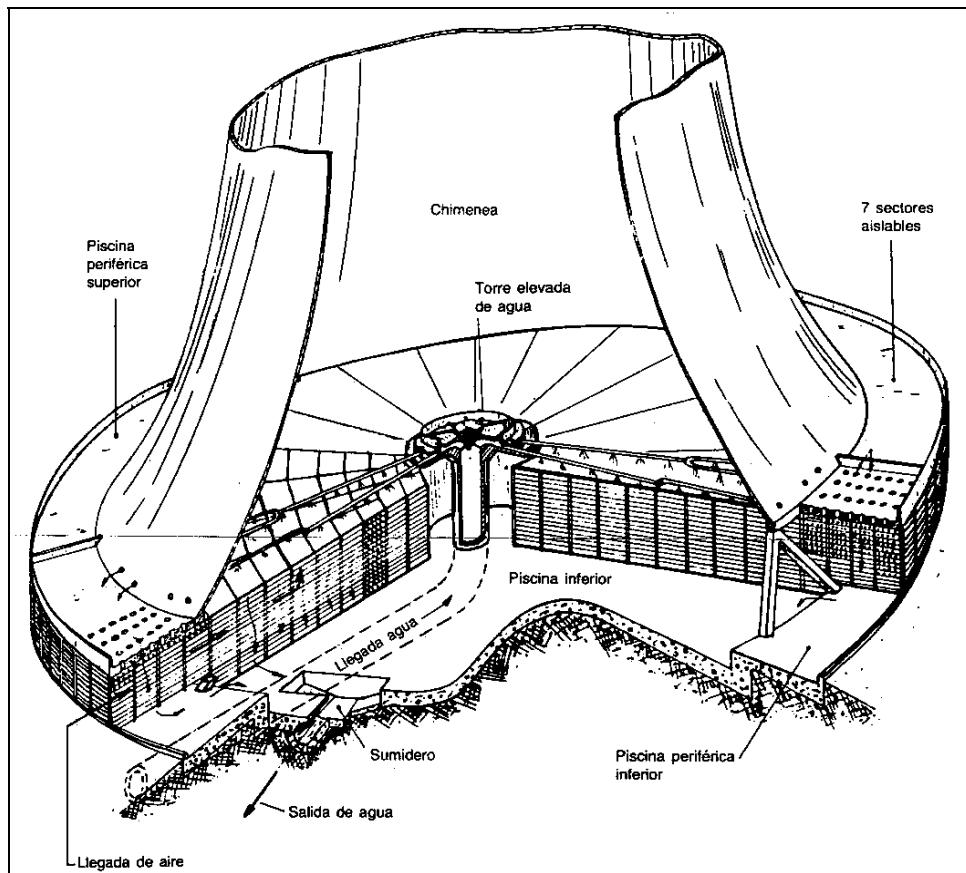 Chimenea
7 sectores
aislables
Piscina
periférica
superior
Torre elevada
de agua
Piscina inferior
Llegada agua
Sumidero
Piscina periférica
inferior
Salida de agua
Llegada de aire